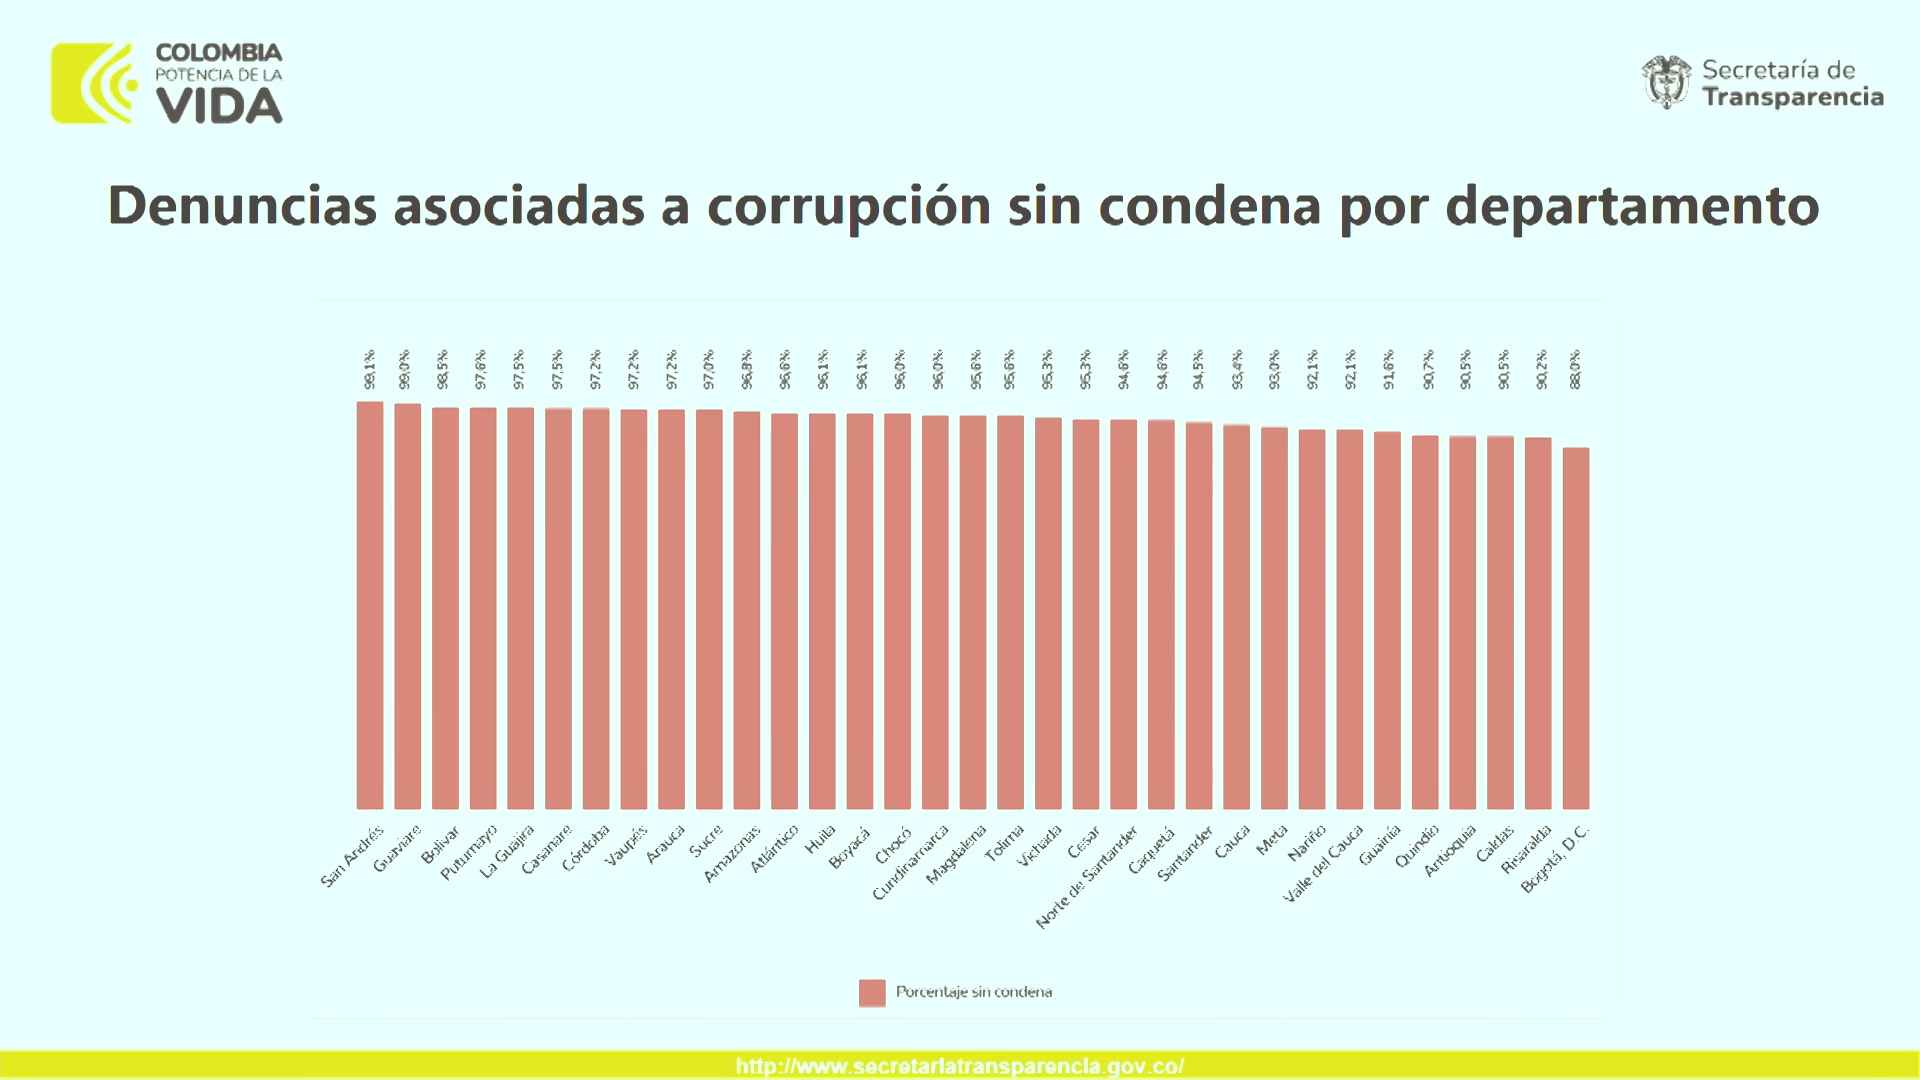 COLOMBIA
POTENCIA DE LA
VIDA
Secretaría de
Transparencia
Denuncias asociadas a corrupción sin condena por departamento
99,1%
99,0%
98,5%
97,6%
97,5%
97,5%
97,2%
97,2%
97,2%
97,0%
96,8%
96,6%
96,1%
96,1%
96,0%
96,0%
95,6%
95,6%
95,3%
95,3%
94,6%
94,6%
94,5%
93,4%
93,0%
92,1%
92,1%
91,6%
90,7%
90,5%
90,5%
90,2%
88,0%
San Andrés
Guaviare
Bolívar
Putumayo
La Guajira
Casanare
Córdoba
Vaupés
Arauca
Sucre
Amazonas
Atlántico
Huila
Boyacá
Chocó
Cundinamarca
Magdalena
Tolima
Vichada
Cesar
Norte de Santander
Caquetá
Santander
Cauca
Meta
Nariño
Valle del Cauca
Guainía
Quindío
Antioquia
Caldas
Risaralda
Bogotá, D.C.
Porcentaje sin condena
http://www.secretariatransparencia.gov.co/